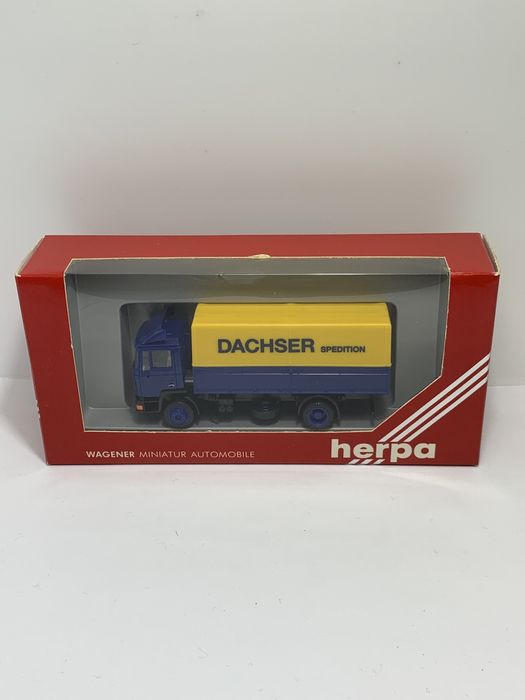 DACHSER SPEDITION
WAGENER MINIATUR AUTOMOBILE
herpa